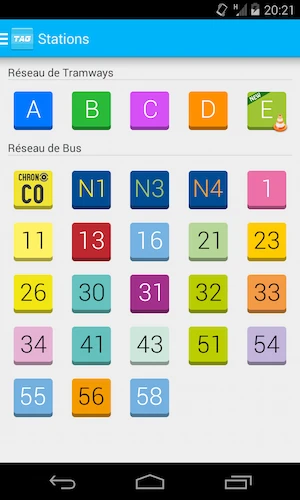 20:21
TAG Stations
Réseau de Tramways
A B C D E
NEW
Réseau de Bus
CHRONO
CO N1 N3 N4 1
11 13 16 21 23
26 30 31 32 33
34 41 43 51 54
55 56 58